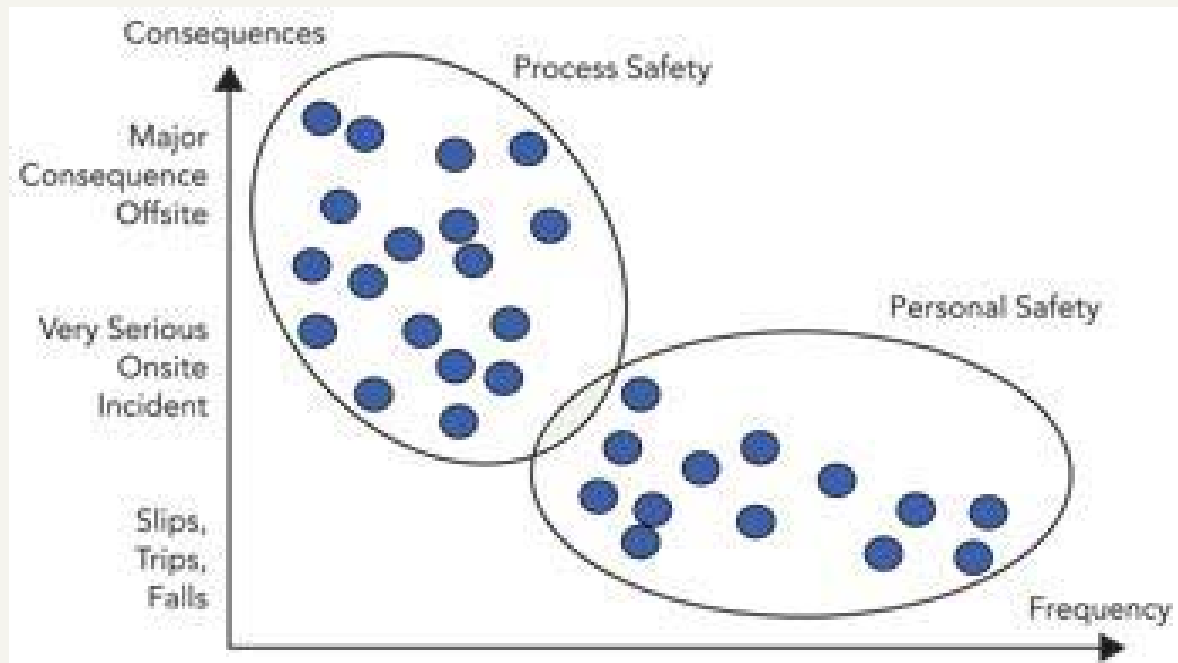 Consequences
Process Safety
Major
Consequence
Offsite
Personal Safety
Very Serious
Onsite
Incident
Slips,
Trips,
Falls
Frequency